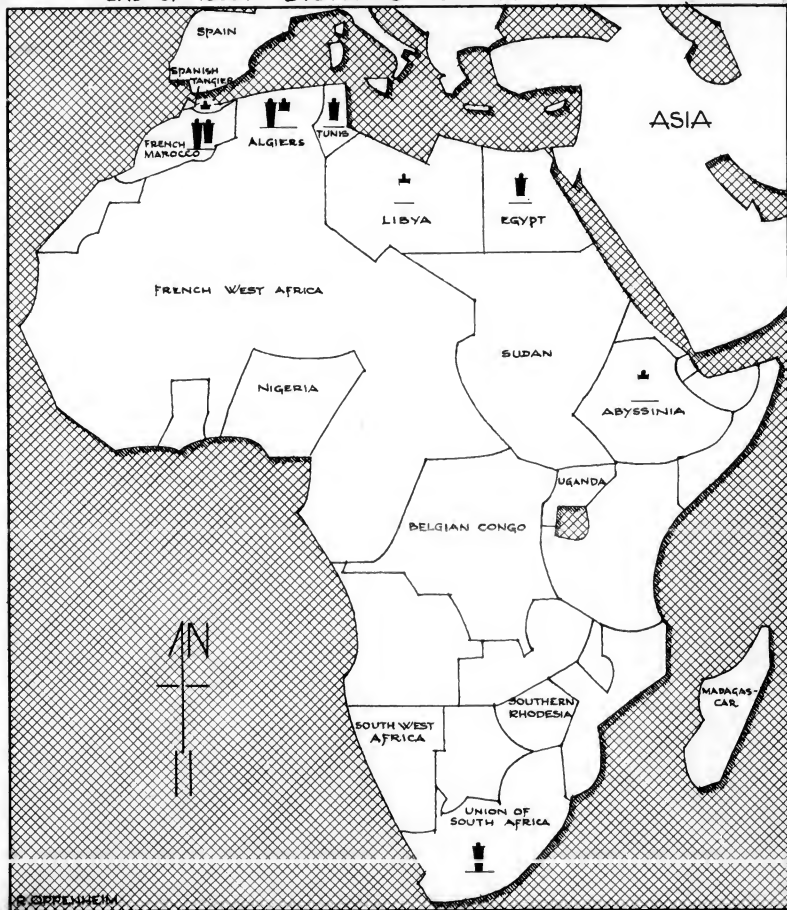 SPAIN
SPANISH
TANGIER
FRENCH
MAROCCO
ALGIERS
TUNIS
ASIA
LIBYA
EGYPT
FRENCH WEST AFRICA
SUDAN
NIGERIA
ABYSSINIA
UGANDA
BELGIAN CONGO
N
MADAGAS-
CAR
SOUTHERN
RHODESIA
SOUTH WEST
AFRICA
UNION OF
SOUTH AFRICA
R. OPPENHEIM